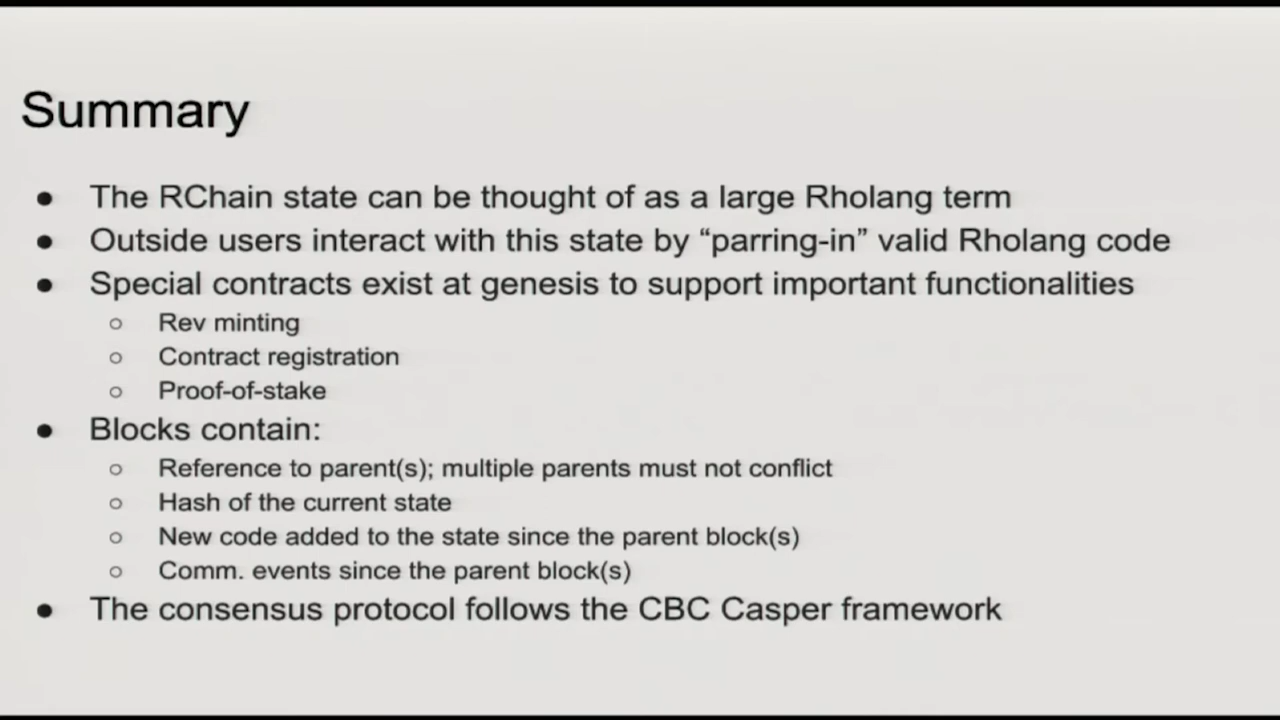 Summary
● The RChain state can be thought of as a large Rholang term
● Outside users interact with this state by “parring-in” valid Rholang code
● Special contracts exist at genesis to support important functionalities
○ Rev minting
○ Contract registration
○ Proof-of-stake
● Blocks contain:
○ Reference to parent(s); multiple parents must not conflict
○ Hash of the current state
○ New code added to the state since the parent block(s)
○ Comm. events since the parent block(s)
● The consensus protocol follows the CBC Casper framework